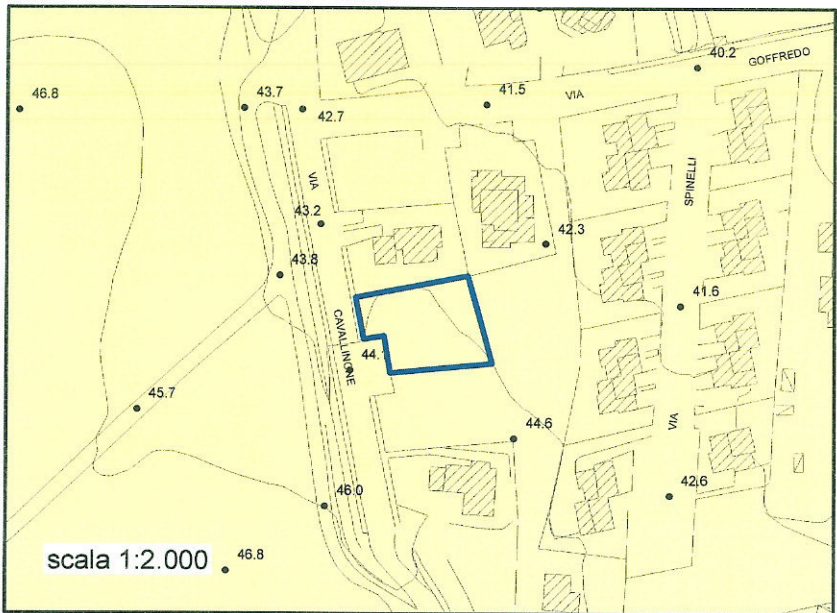 40.2
GOFFREDO
VIA
46.8
43.7
42.7
41.5
VIA
SPINELLI
43.2
42.3
43.8
41.6
CAVALLINONE
44.
45.7
44.6
VIA
46.0
42.6
scala 1:2.000
46.8